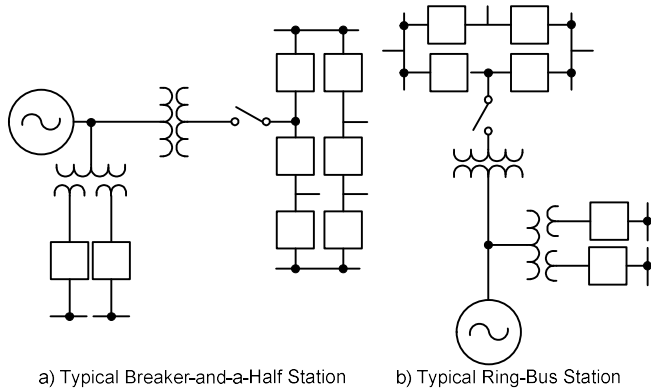 a) Typical Breaker-and-a-Half Station
b) Typical Ring-Bus Station